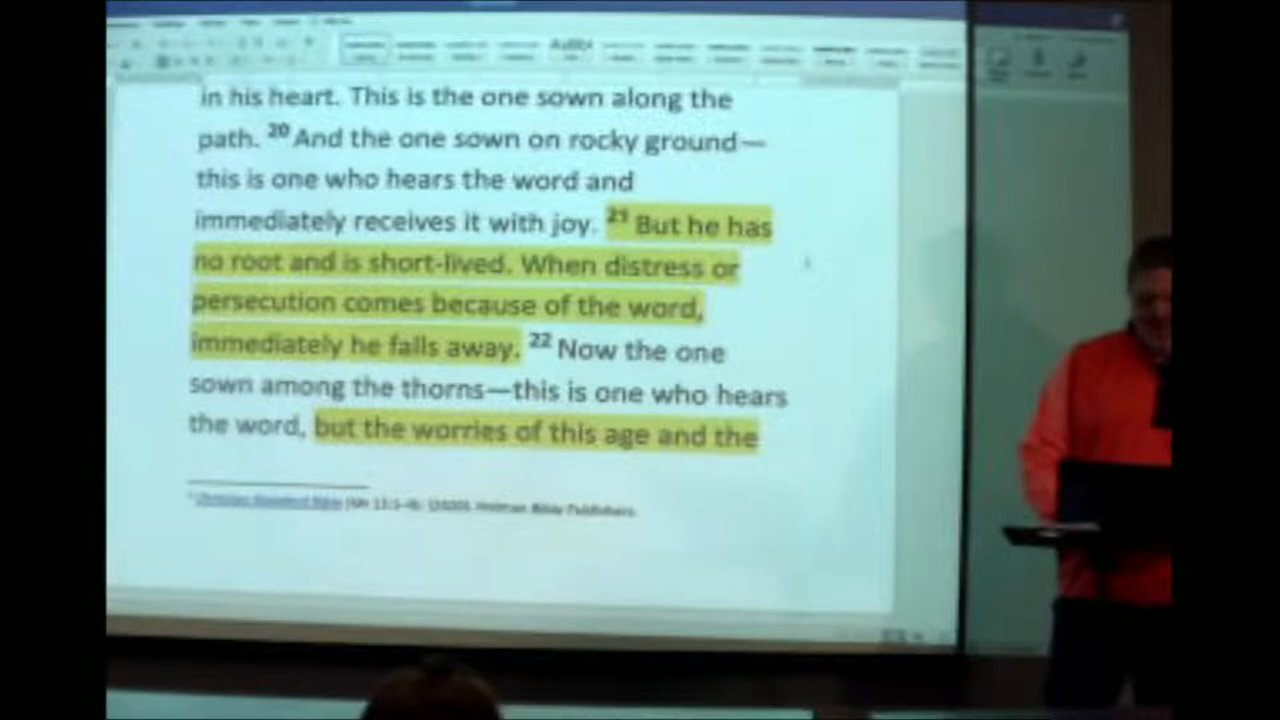 in his heart. This is the one sown along the
path. 20 And the one sown on rocky ground—
this is one who hears the word and
immediately receives it with joy. 21 But he has
no root and is short-lived. When distress or
persecution comes because of the word,
immediately he falls away. 22 Now the one
sown among the thorns—this is one who hears
the word, but the worries of this age and the
Christian Standard Bible